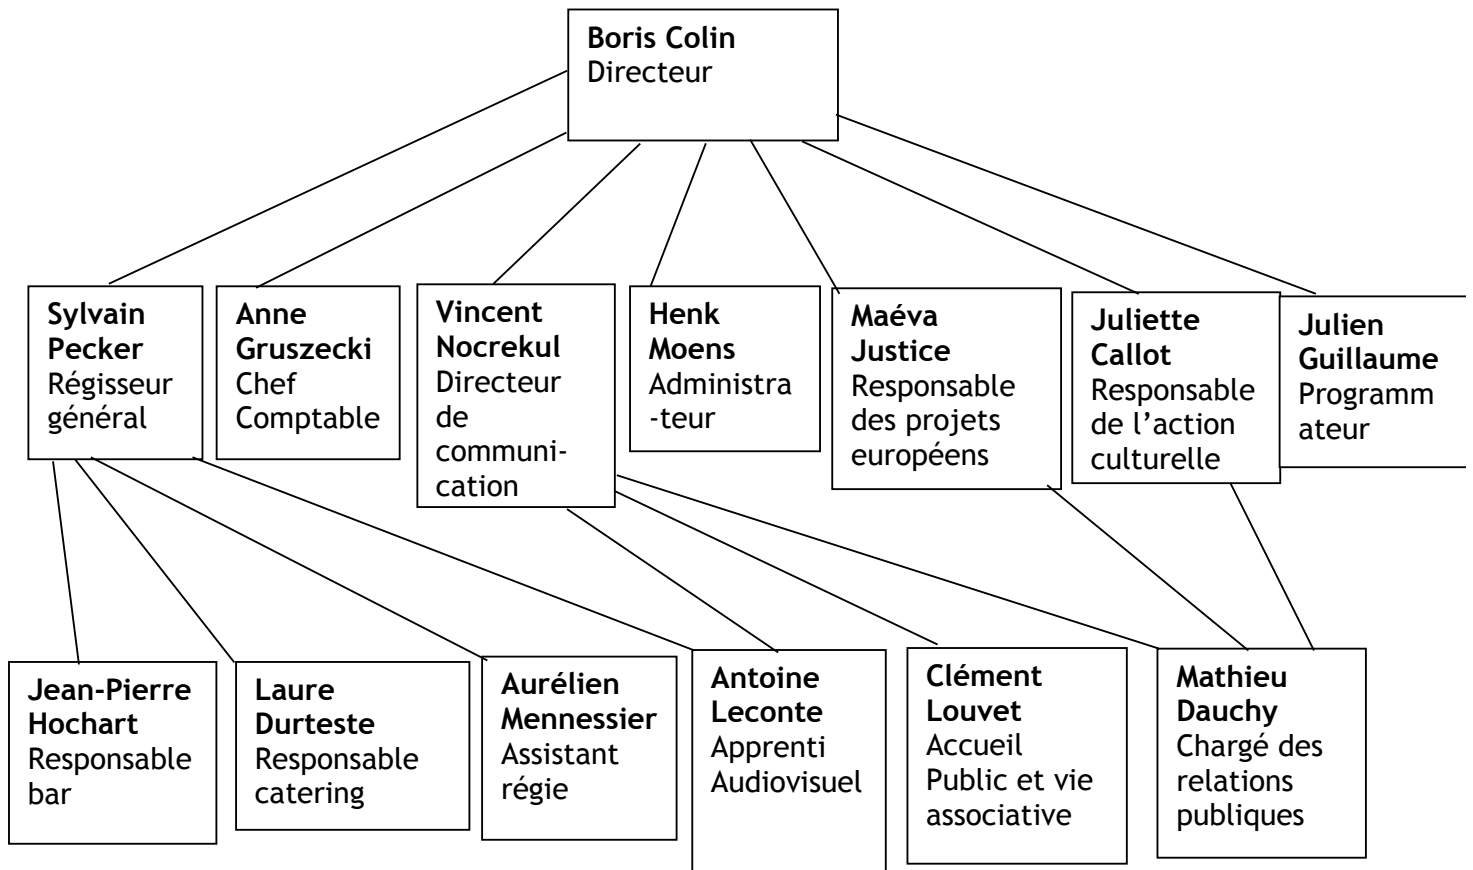 Boris Colin
Directeur
Sylvain
Pecker
Régisseur
général
Anne
Gruszecki
Chef
Comptable
Vincent
Nocrekul
Directeur
de
communi-
cation
Henk
Moens
Administra
-teur
Maéva
Justice
Responsable
des projets
européens
Juliette
Callot
Responsable
de l’action
culturelle
Julien
Guillaume
Programm
ateur
Jean-Pierre
Hochart
Responsable
bar
Laure
Durteste
Responsable
catering
Aurélien
Mennessier
Assistant
régie
Antoine
Leconte
Apprenti
Audiovisuel
Clément
Louvet
Accueil
Public et vie
associative
Mathieu
Dauchy
Chargé des
relations
publiques